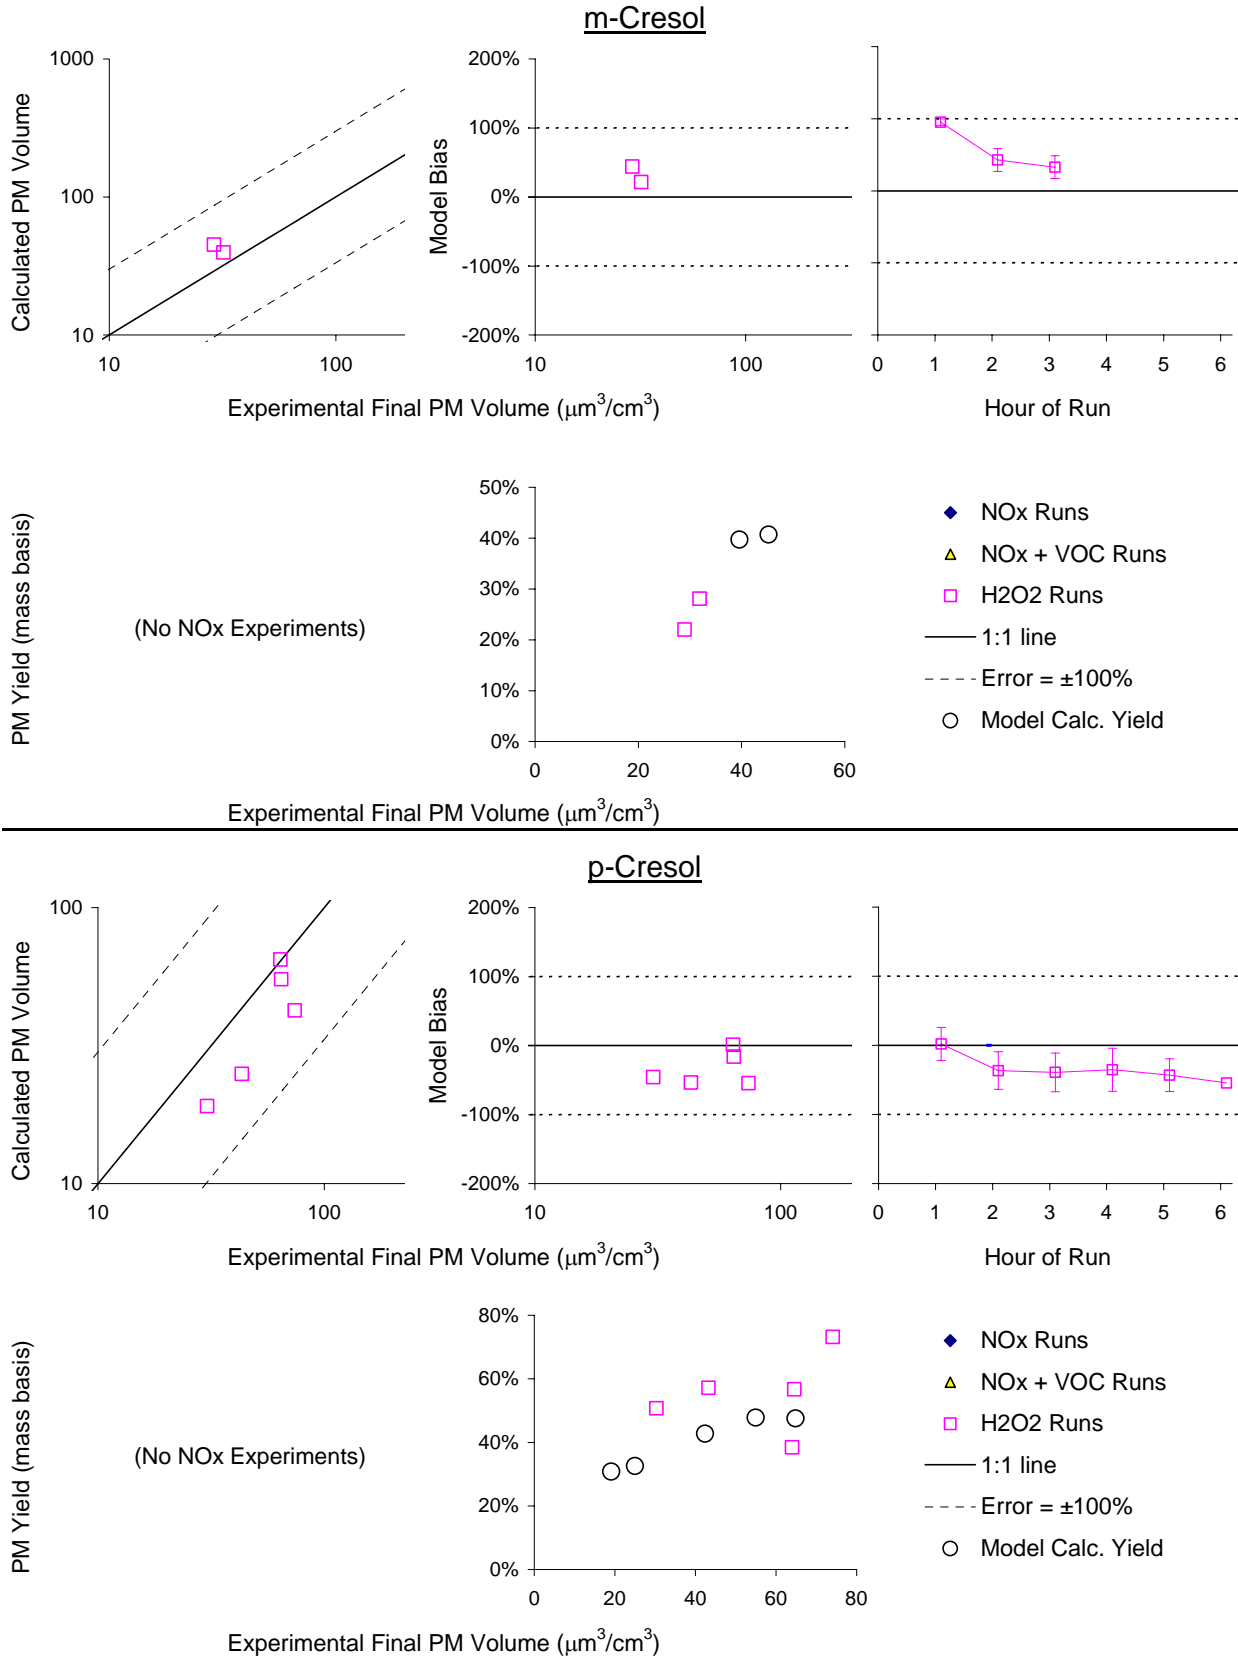 m-Cresol
Calculated PM Volume
1000
100
10
10 100
Model Bias
200%
100%
0%
-100%
-200%
10 100
0 1 2 3 4 5 6
Experimental Final PM Volume (μm³/cm³)
Hour of Run
PM Yield (mass basis)
(No NOx Experiments)
50%
40%
30%
20%
10%
0%
0 20 40 60
NOx Runs
NOx + VOC Runs
H2O2 Runs
1:1 line
Error = ±100%
Model Calc. Yield
Experimental Final PM Volume (μm³/cm³)
p-Cresol
Calculated PM Volume
100
10
10 100
Model Bias
200%
100%
0%
-100%
-200%
10 100
0 1 2 3 4 5 6
Experimental Final PM Volume (μm³/cm³)
Hour of Run
PM Yield (mass basis)
(No NOx Experiments)
80%
60%
40%
20%
0%
0 20 40 60 80
NOx Runs
NOx + VOC Runs
H2O2 Runs
1:1 line
Error = ±100%
Model Calc. Yield
Experimental Final PM Volume (μm³/cm³)